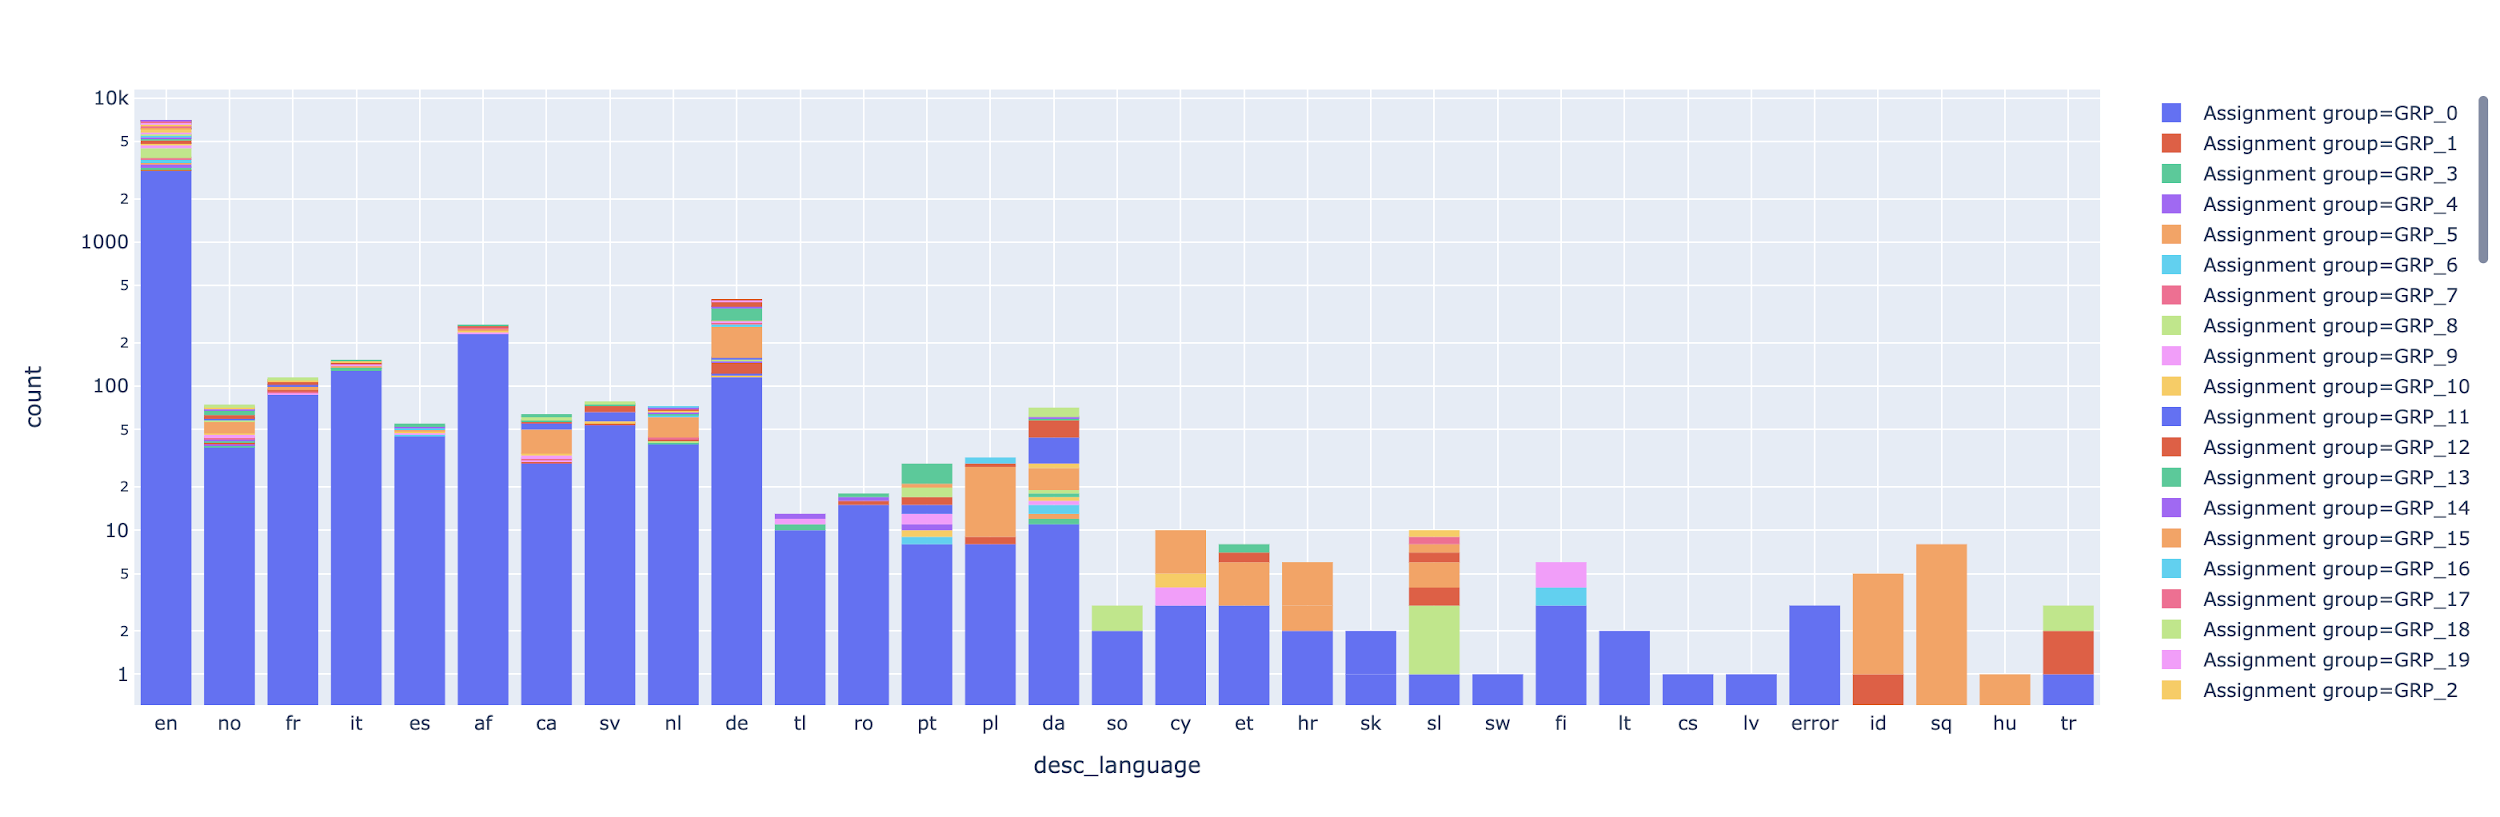 10k
5
2
1000
5
2
100
5
2
10
5
2
1
count
en no fr it es af ca sv nl de tl ro pt pl da so cy et hr sk sl sw fi lt cs lv error id sq hu tr
desc_language
Assignment group=GRP_0
Assignment group=GRP_1
Assignment group=GRP_3
Assignment group=GRP_4
Assignment group=GRP_5
Assignment group=GRP_6
Assignment group=GRP_7
Assignment group=GRP_8
Assignment group=GRP_9
Assignment group=GRP_10
Assignment group=GRP_11
Assignment group=GRP_12
Assignment group=GRP_13
Assignment group=GRP_14
Assignment group=GRP_15
Assignment group=GRP_16
Assignment group=GRP_17
Assignment group=GRP_18
Assignment group=GRP_19
Assignment group=GRP_2